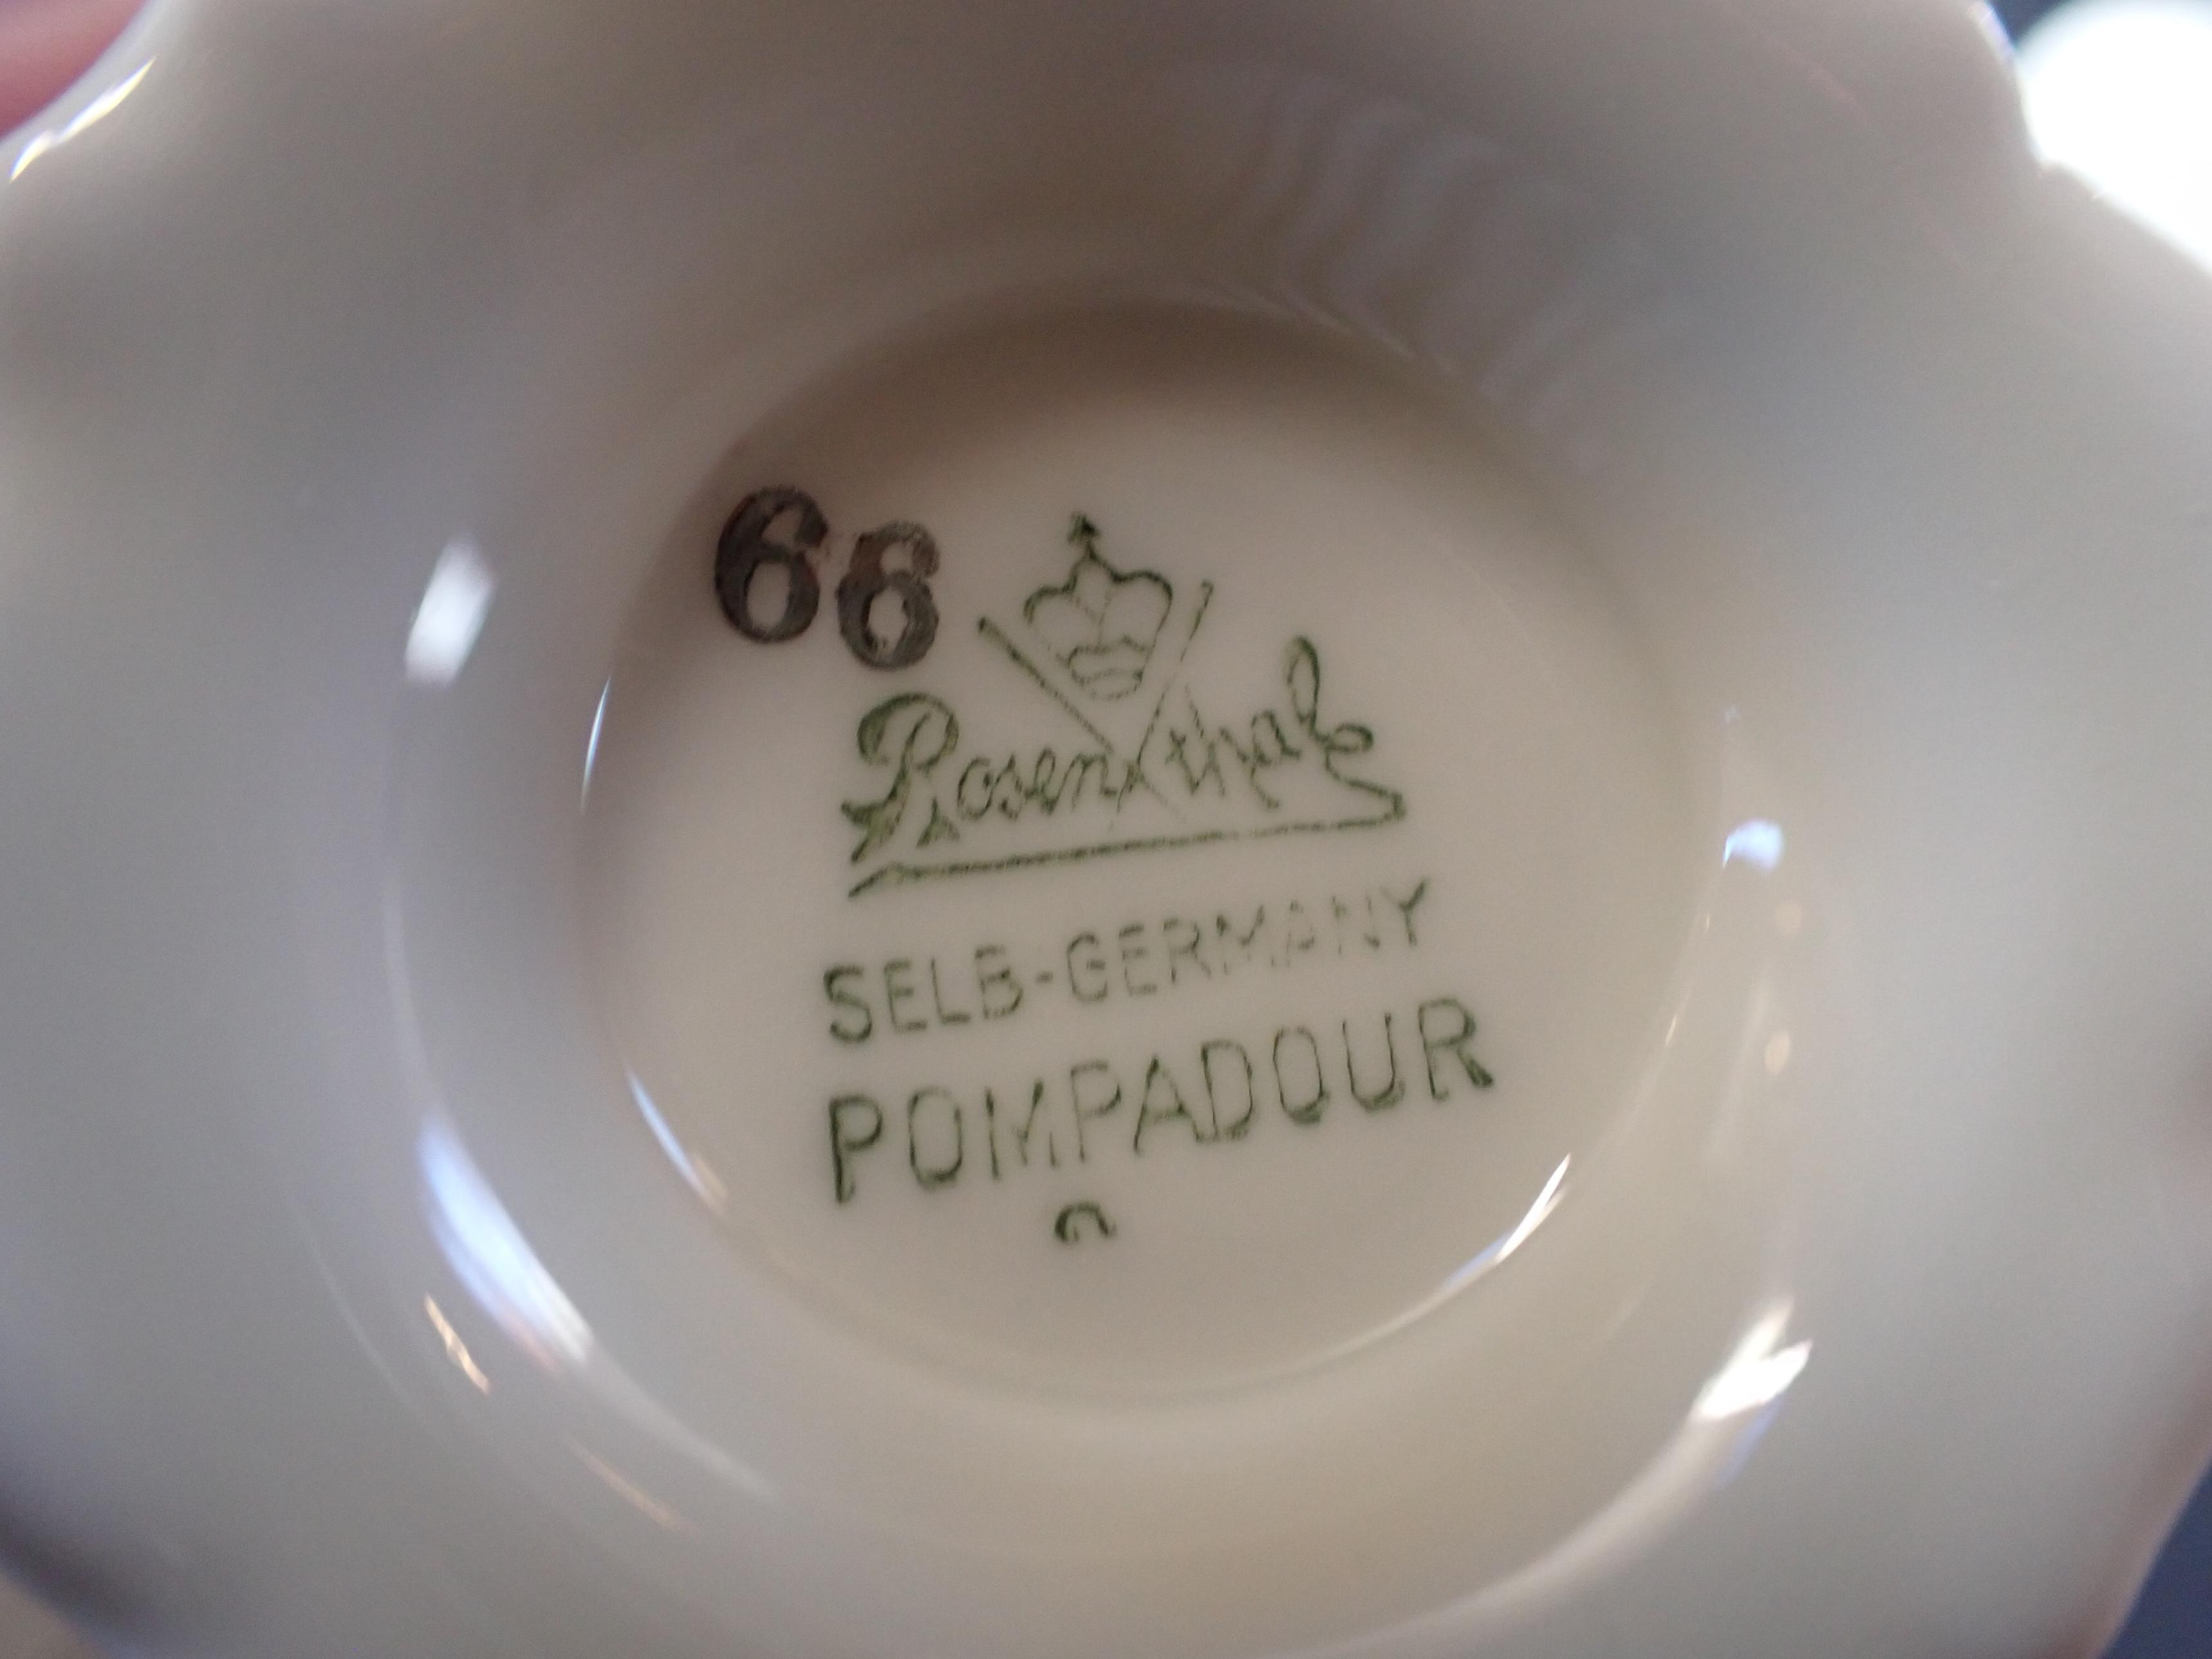 66
Rosenthal
SELB-GERMANY
POMPADOUR